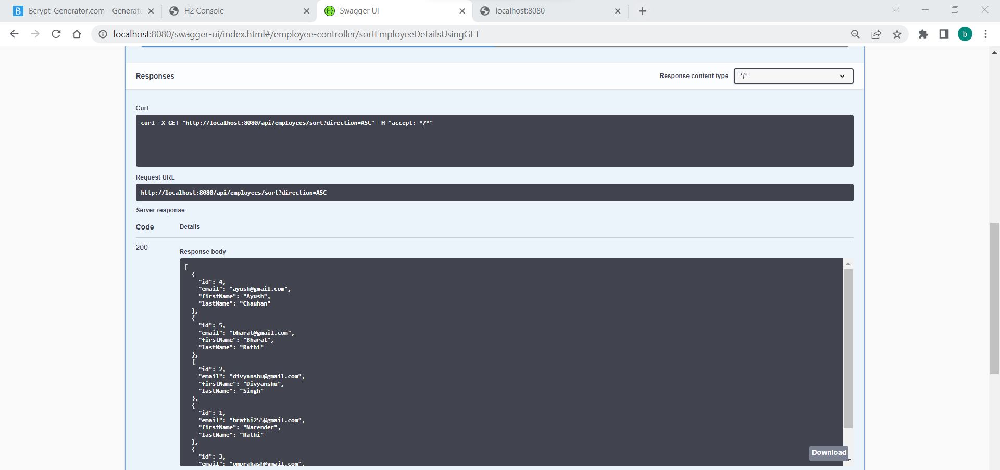 Bcrypt-Generator.com - Generate
H2 Console
Swagger UI
localhost:8080
localhost:8080/swagger-ui/index.html#/employee-controller/sortEmployeeDetailsUsingGET
b
Responses
Response content type
*/*
Curl
curl -X GET "http://localhost:8080/api/employees/sort?direction=ASC" -H "accept: */*"
Request URL
http://localhost:8080/api/employees/sort?direction=ASC
Server response
Code Details
200
Response body
[
{
"id": 4,
"email": "ayush@gmail.com",
"firstName": "Ayush",
"lastName": "Chauhan"
},
{
"id": 5,
"email": "bharat@gmail.com",
"firstName": "Bharat",
"lastName": "Rathi"
},
{
"id": 2,
"email": "divyanshu@gmail.com",
"firstName": "Divyanshu",
"lastName": "Singh"
},
{
"id": 1,
"email": "brathi255@gmail.com",
"firstName": "Narender",
"lastName": "Rathi"
},
{
"id": 3,
"email": "omprakash@gmail.com",
Download